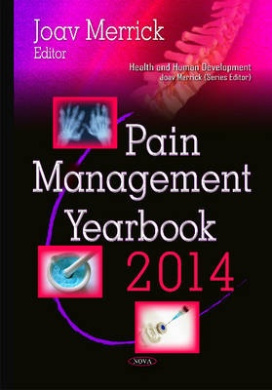 Joav Merrick
Editor
Health and Human Development
Joav Merrick (Series Editor)
Pain
Management
Yearbook
2014
NOVA